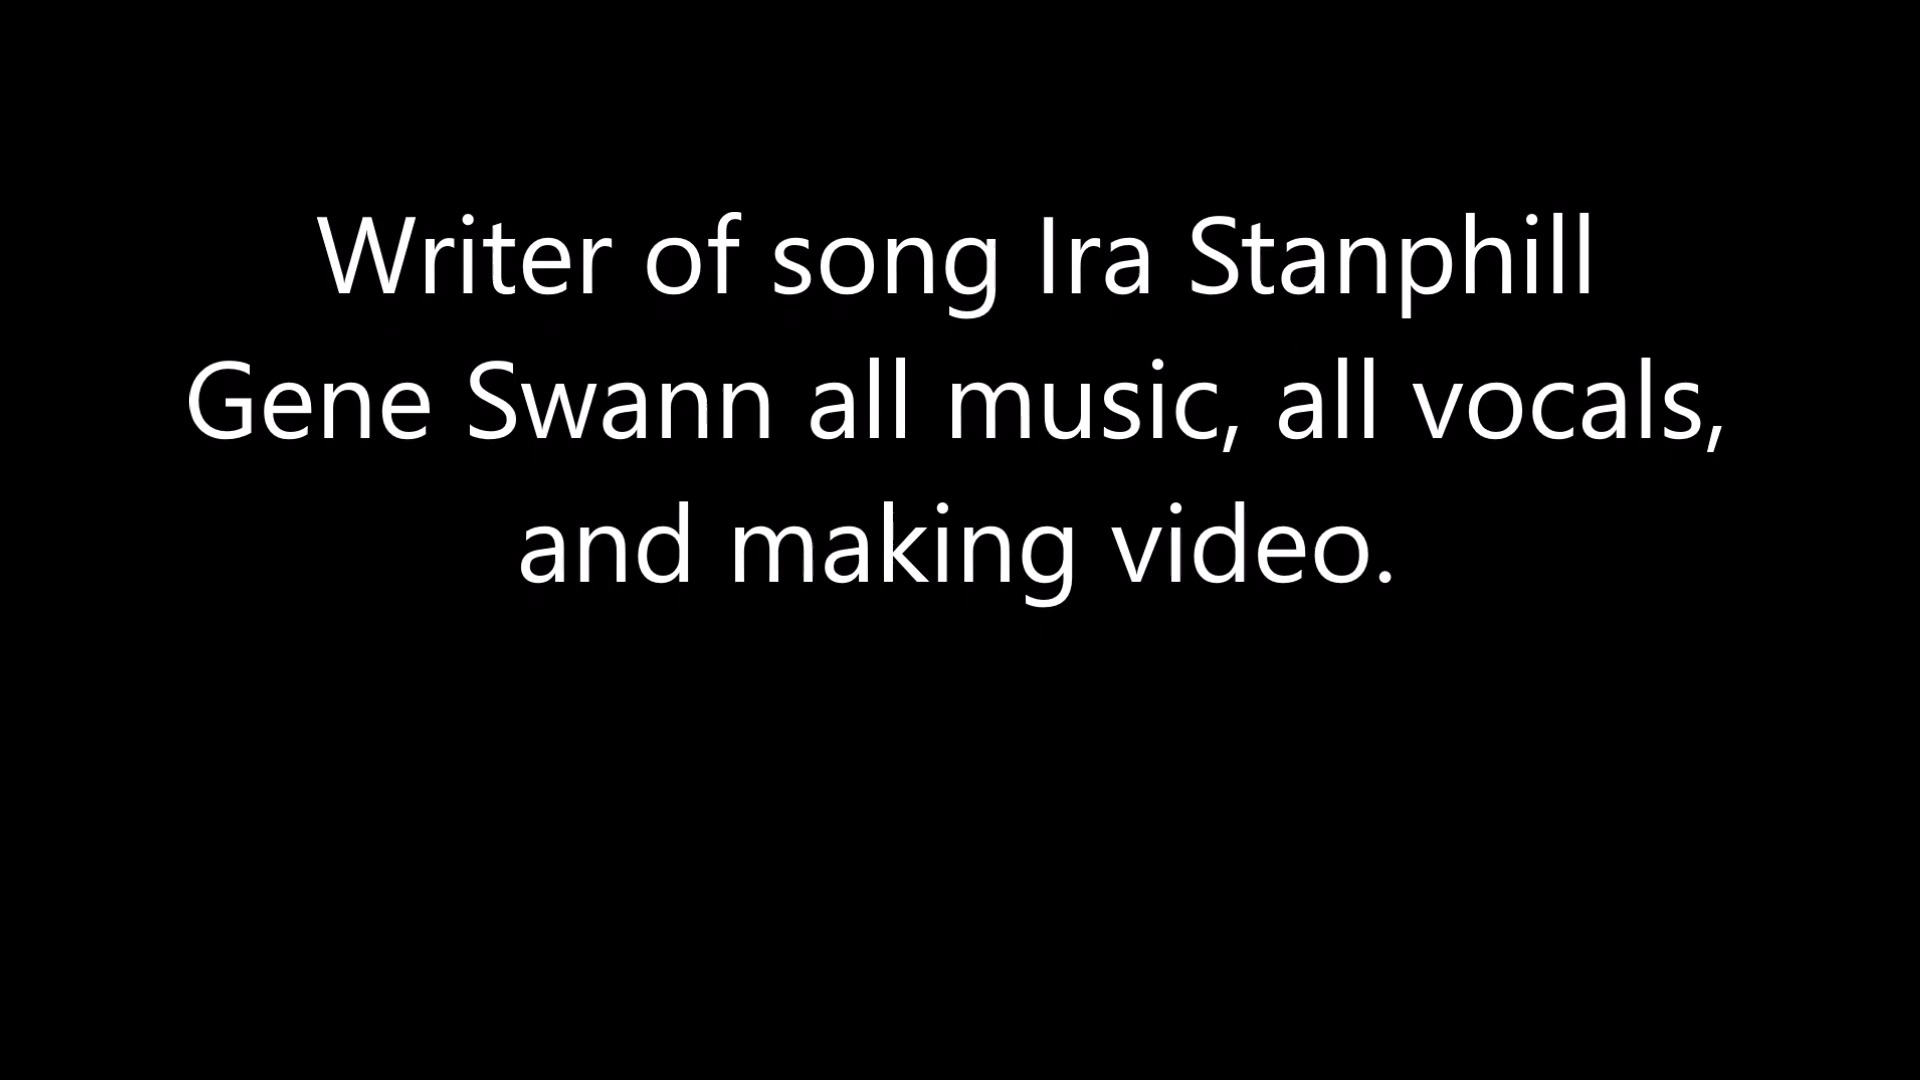 Writer of song Ira Stanphill
Gene Swann all music, all vocals,
and making video.